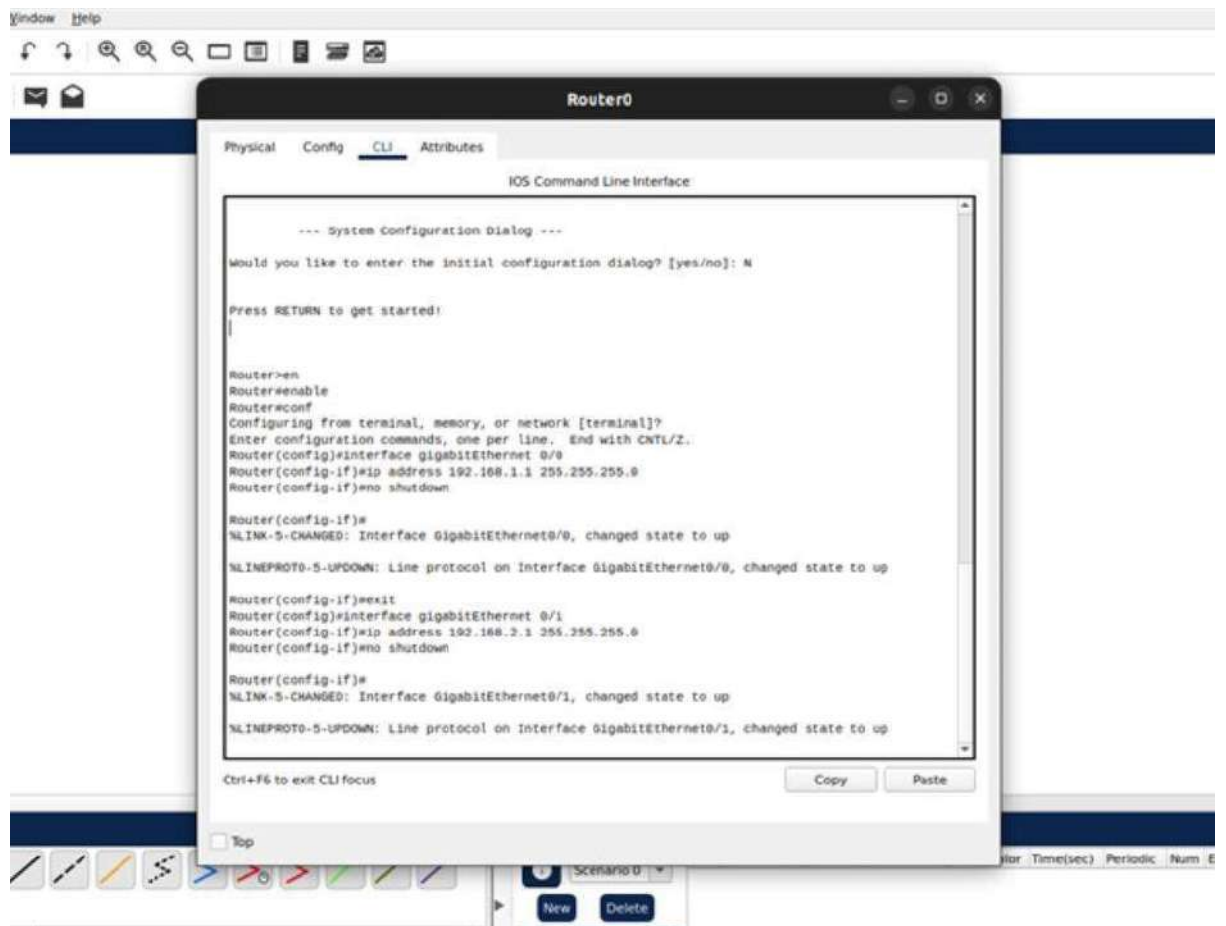 Window Help
Router0
Physical Config CLI Attributes
IOS Command Line Interface
--- System Configuration Dialog ---
Would you like to enter the initial configuration dialog? [yes/no]: N
Press RETURN to get started!
Router>en
Router#enable
Router#conf
Configuring from terminal, memory, or network [terminal]?
Enter configuration commands, one per line. End with CNTL/Z.
Router(config)#interface gigabitEthernet 0/0
Router(config-if)#ip address 192.168.1.1 255.255.255.0
Router(config-if)#no shutdown
Router(config-if)#
%LINK-5-CHANGED: Interface GigabitEthernet0/0, changed state to up
%LINEPROTO-5-UPDOWN: Line protocol on Interface GigabitEthernet0/0, changed state to up
Router(config-if)#exit
Router(config)#interface gigabitEthernet 0/1
Router(config-if)#ip address 192.168.2.1 255.255.255.0
Router(config-if)#no shutdown
Router(config-if)#
%LINK-5-CHANGED: Interface GigabitEthernet0/1, changed state to up
%LINEPROTO-5-UPDOWN: Line protocol on Interface GigabitEthernet0/1, changed state to up
Ctrl+F6 to exit CLI focus
Copy Paste
Top
Scenario 0
Time(sec) Periodic Num
New Delete